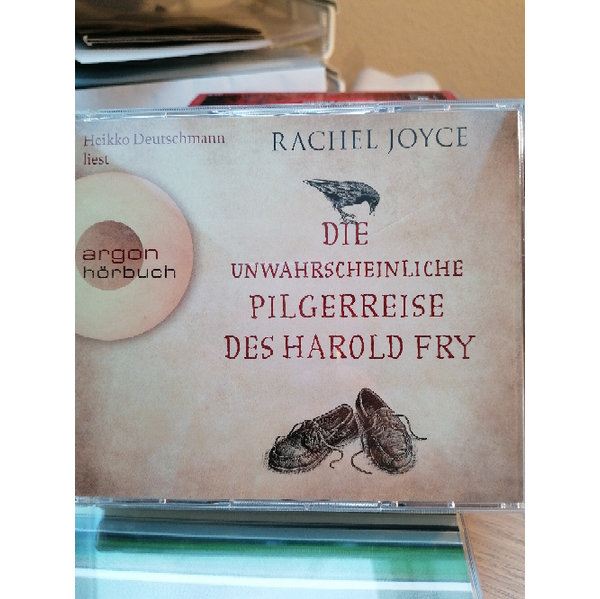 Heikko Deutschmann
liest
RACHEL JOYCE
argon
hörbuch
DIE
UNWAHRSCHEINLICHE
PILGERREISE
DES HAROLD FRY